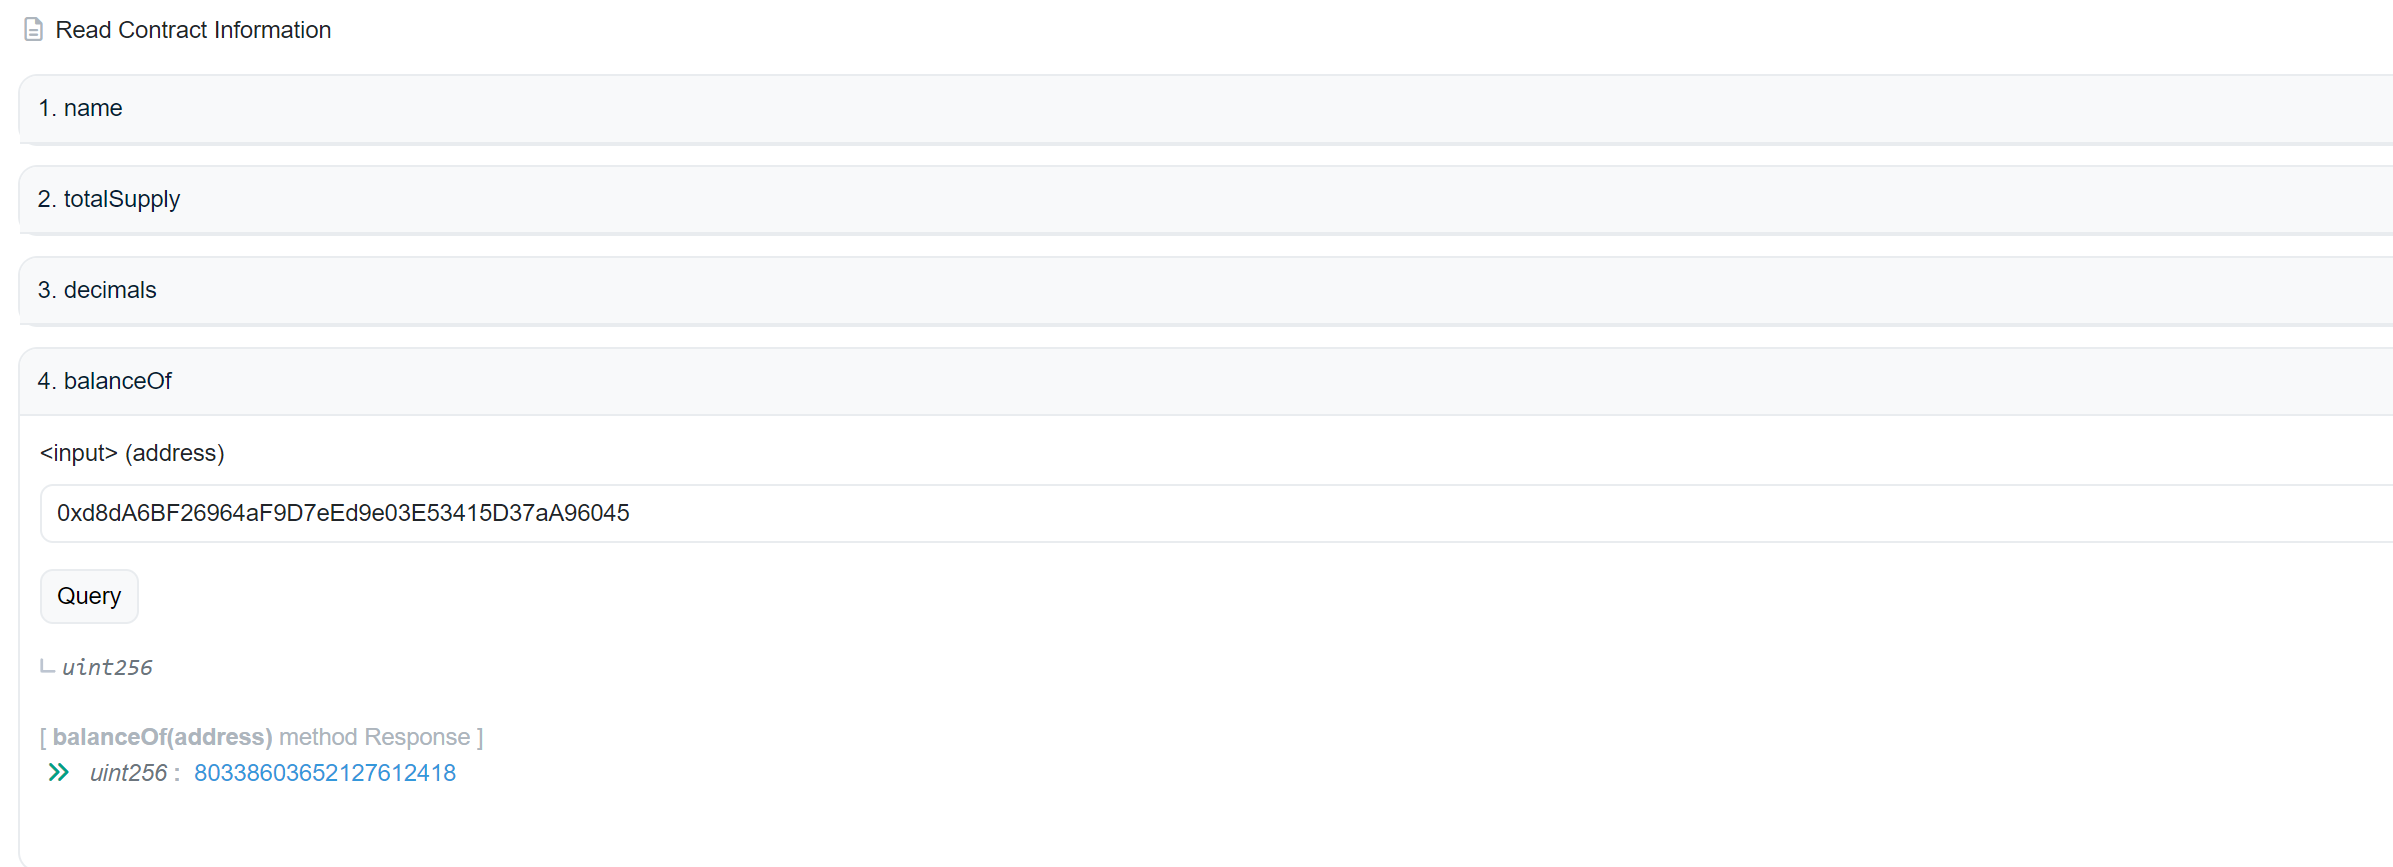 Read Contract Information
1. name
2. totalSupply
3. decimals
4. balanceOf
<input> (address)
0xd8dA6BF26964aF9D7eEd9e03E53415D37aA96045
Query
uint256
[ balanceOf(address) method Response ]
uint256 : 80338603652127612418